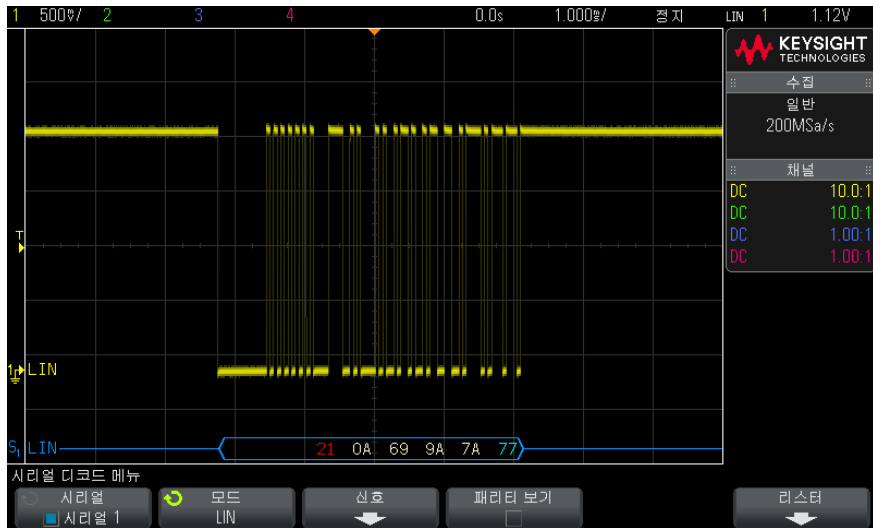 1 500㎷/ 2 3 4 0.0s 1.000㎳/ 정지 LIN 1 1.12V
KEYSIGHT
TECHNOLOGIES
수집
일반
200MSa/s
채널
DC 10.0:1
DC 10.0:1
DC 1.00:1
DC 1.00:1
T
1 LIN
S1 LIN 21 0A 69 9A 7A 77
시리얼 디코드 메뉴
시리얼 모드 신호 패리티 보기 리스터
시리얼 1 LIN